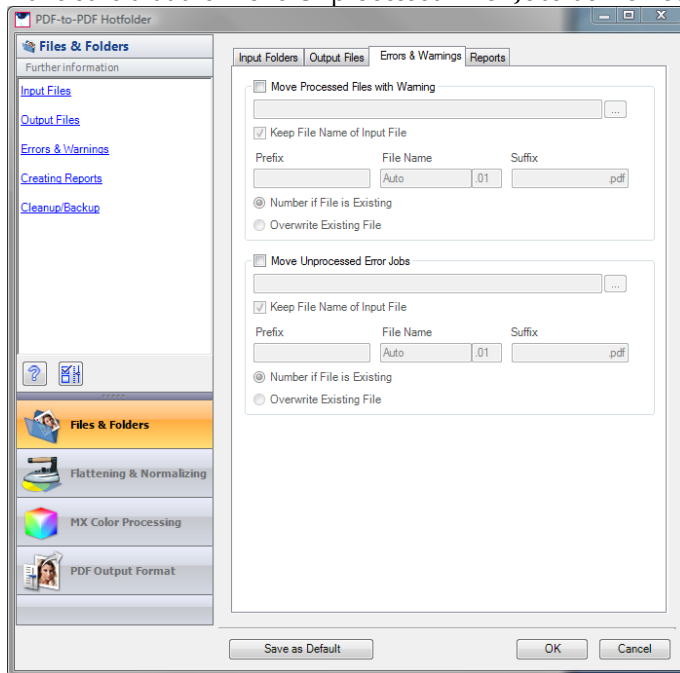 PDF-to-PDF Hotfolder
Files & Folders
Further information
Input Files
Output Files
Errors & Warnings
Creating Reports
Cleanup/Backup
Files & Folders
Flattening & Normalizing
MX Color Processing
PDF Output Format
Input Folders Output Files Errors & Warnings Reports
Move Processed Files with Warning
...
Keep File Name of Input File
Prefix File Name Suffix
Auto .01 .pdf
Number if File is Existing
Overwrite Existing File
Move Unprocessed Error Jobs
...
Keep File Name of Input File
Prefix File Name Suffix
Auto .01 .pdf
Number if File is Existing
Overwrite Existing File
Save as Default OK Cancel